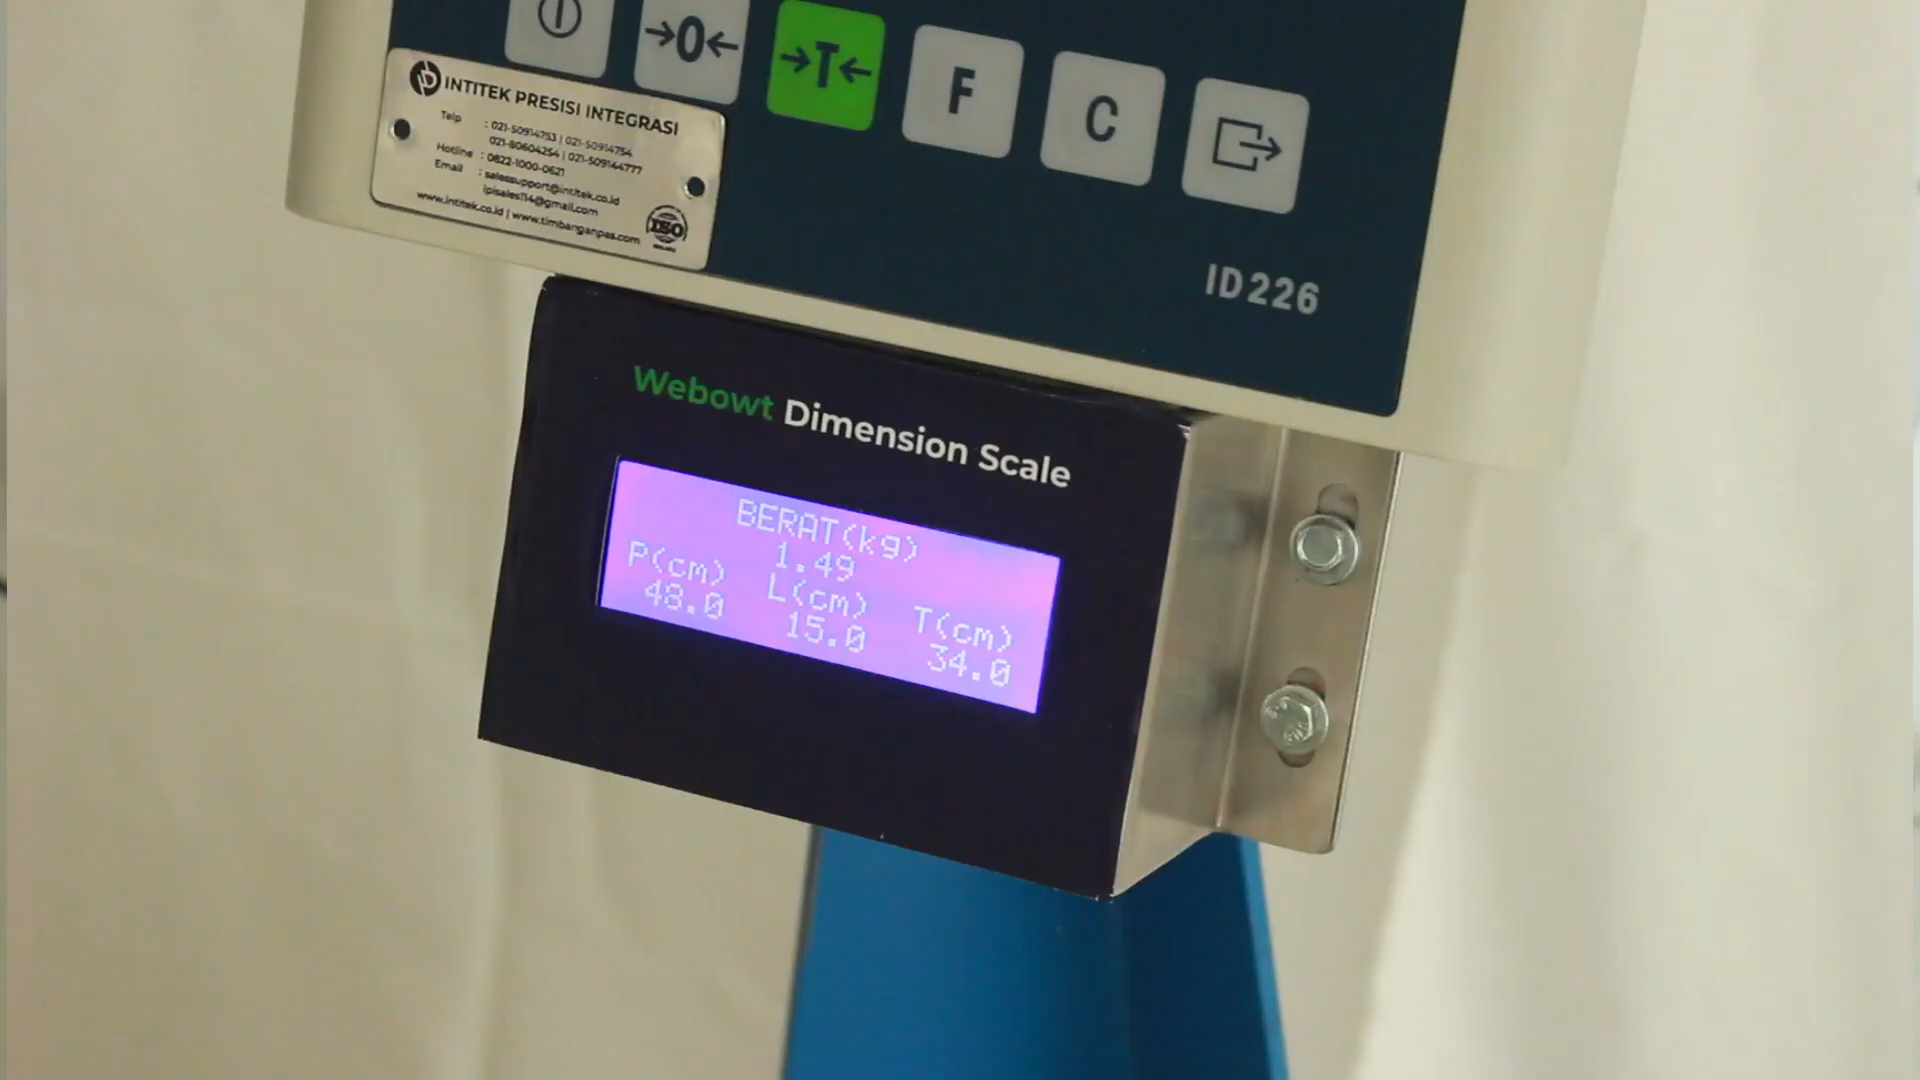 →0←
→T←
F
C
INTITEK PRESISI INTEGRASI
Telp : 021-50914753 | 021-50914754
021-80604254 | 021-509144777
Hotline : 0822-1000-0621
Email : salessupport@intitek.co.id
ipisales114@gmail.com
www.intitek.co.id | www.timbanganpas.com
ISO
ID226
Webowt Dimension Scale
BERAT(kg)
1.49
P(cm) L(cm) T(cm)
48.0 15.0 34.0